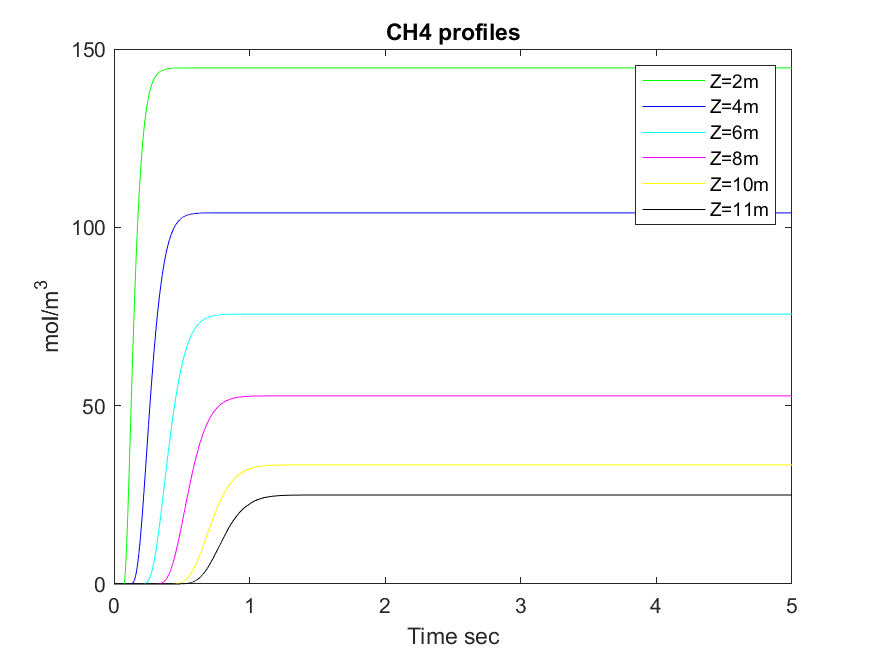 CH4 profiles
150
100
50
0
mol/m³
0 1 2 3 4 5
Time sec
Z=2m
Z=4m
Z=6m
Z=8m
Z=10m
Z=11m